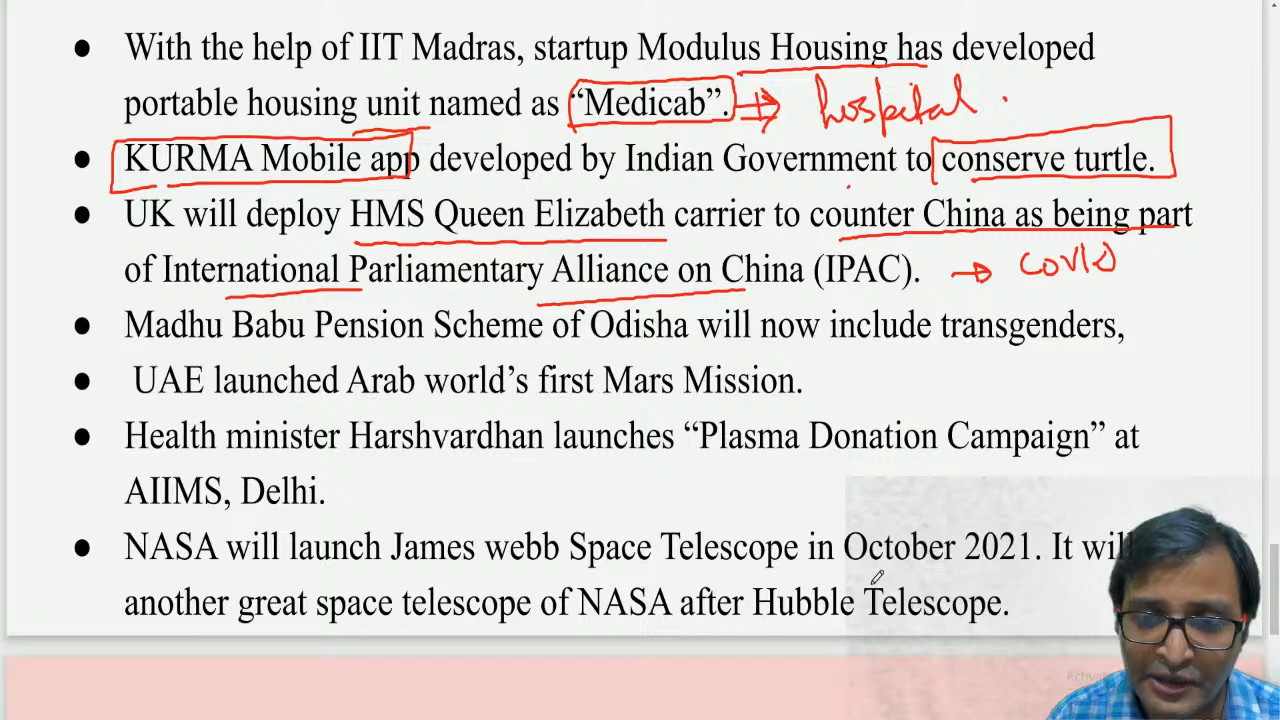 ● With the help of IIT Madras, startup Modulus Housing has developed
portable housing unit named as “Medicab”. → hospital.
● KURMA Mobile app developed by Indian Government to conserve turtle.
● UK will deploy HMS Queen Elizabeth carrier to counter China as being part
of International Parliamentary Alliance on China (IPAC). → COVID
● Madhu Babu Pension Scheme of Odisha will now include transgenders,
● UAE launched Arab world’s first Mars Mission.
● Health minister Harshvardhan launches “Plasma Donation Campaign” at
AIIMS, Delhi.
● NASA will launch James webb Space Telescope in October 2021. It will
another great space telescope of NASA after Hubble Telescope.